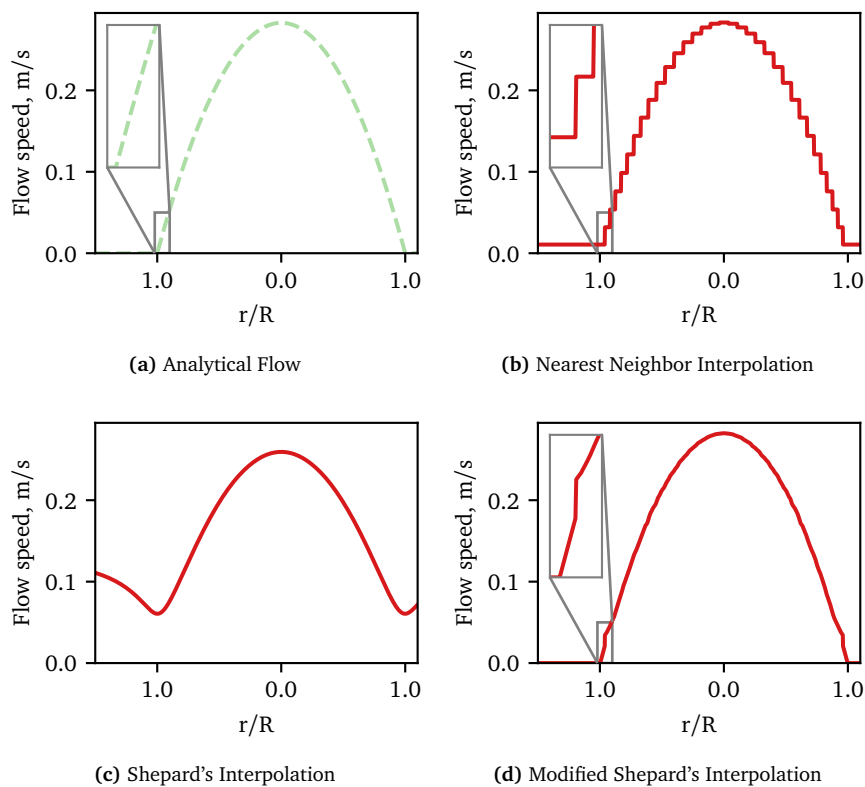 Flow speed, m/s
0.2
0.1
0.0
1.0 0.0 1.0
r/R
(a) Analytical Flow
Flow speed, m/s
0.2
0.1
0.0
1.0 0.0 1.0
r/R
(b) Nearest Neighbor Interpolation
Flow speed, m/s
0.2
0.1
0.0
1.0 0.0 1.0
r/R
(c) Shepard's Interpolation
Flow speed, m/s
0.2
0.1
0.0
1.0 0.0 1.0
r/R
(d) Modified Shepard's Interpolation